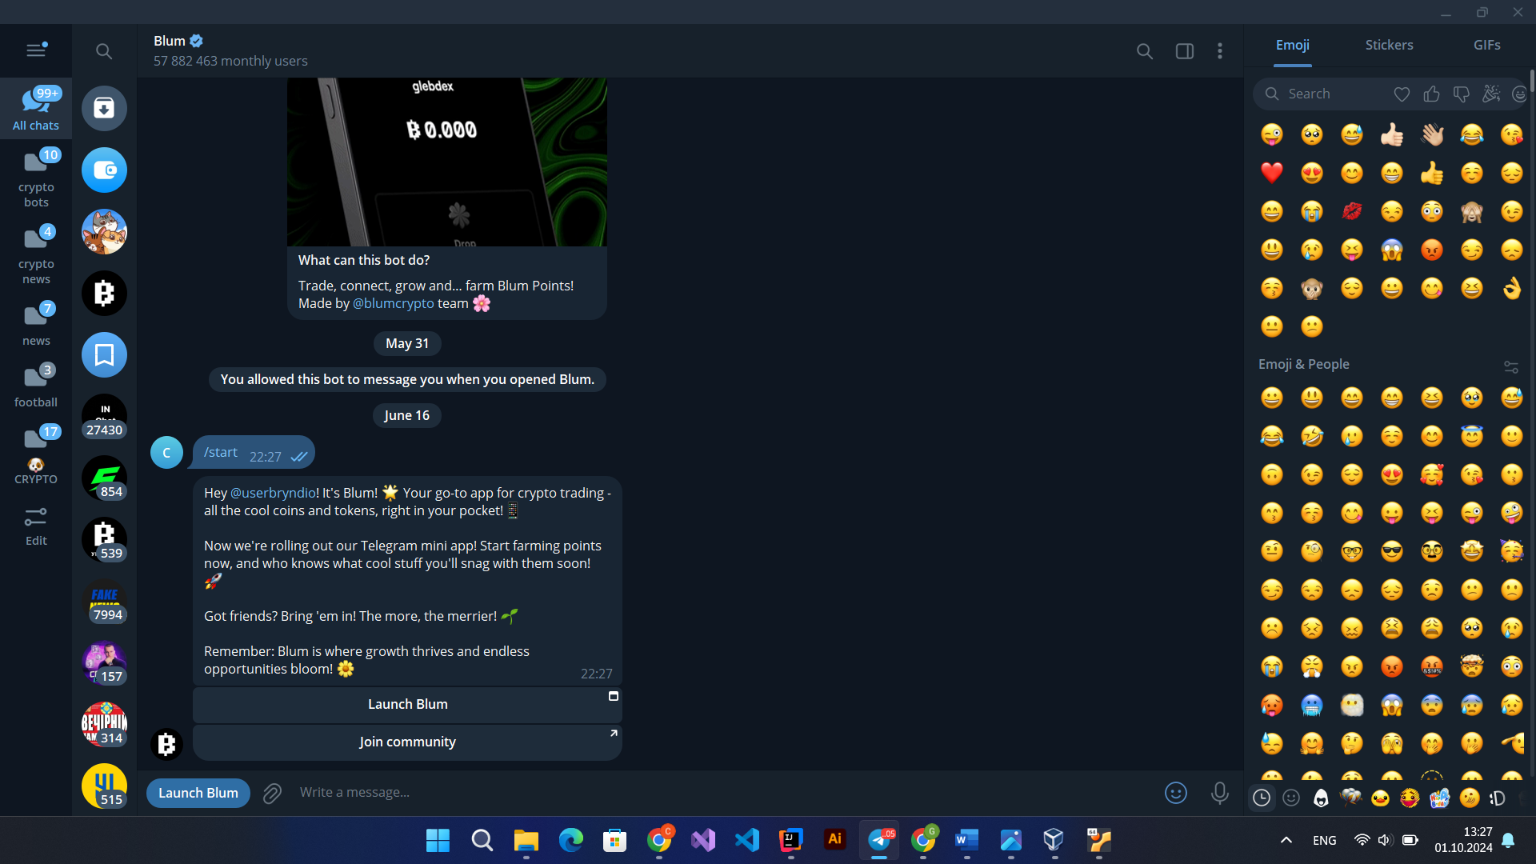 Blum
57 882 463 monthly users
glebdex
฿ 0.000
Drop
What can this bot do?
Trade, connect, grow and... farm Blum Points!
Made by @blumcrypto team 🌸
May 31
You allowed this bot to message you when you opened Blum.
June 16
C
/start 22:27
Hey @userbryndio! It's Blum! 🌟 Your go-to app for crypto trading -
all the cool coins and tokens, right in your pocket! 📱
Now we're rolling out our Telegram mini app! Start farming points
now, and who knows what cool stuff you'll snag with them soon!
🚀
Got friends? Bring 'em in! The more, the merrier! 🌱
Remember: Blum is where growth thrives and endless
opportunities bloom! 🌼
22:27
Launch Blum
Join community
Launch Blum
Write a message...
99+
All chats
10
crypto
bots
4
crypto
news
7
news
3
football
17
CRYPTO
Edit
IN
27430
854
539
FAKE
7994
157
ВЕЧІРНІЙ
314
515
Emoji
Stickers
GIFs
Search
Emoji & People
:D
Ai
ENG
13:27
01.10.2024